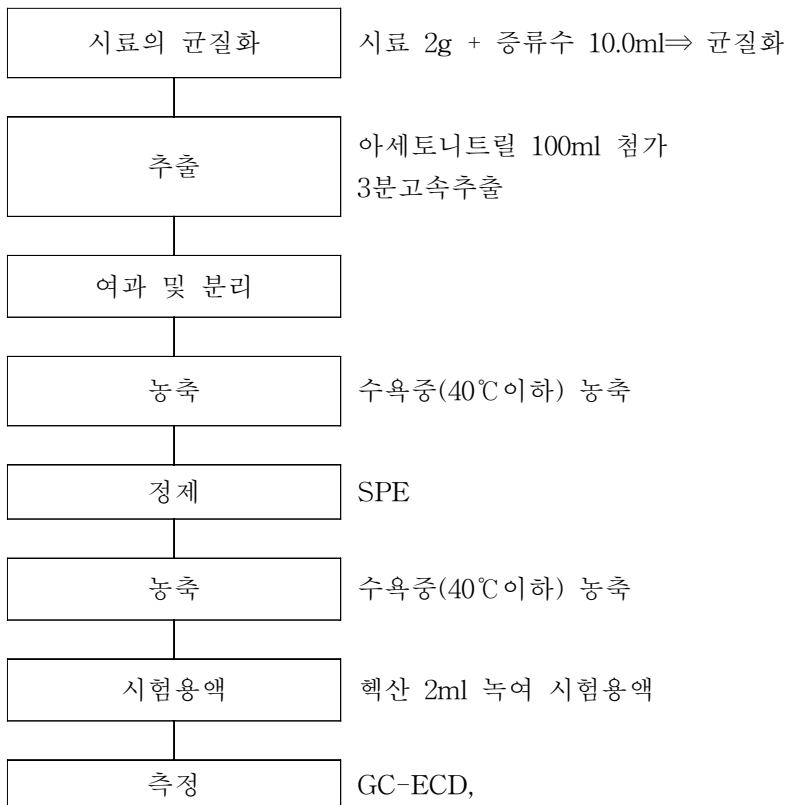 시료의 균질화
시료 2g + 증류수 10.0ml⇒ 균질화
추출
아세토니트릴 100ml 첨가
3분고속추출
여과 및 분리
농축
수욕중(40℃이하) 농축
정제
SPE
농축
수욕중(40℃이하) 농축
시험용액
헥산 2ml 녹여 시험용액
측정
GC-ECD,